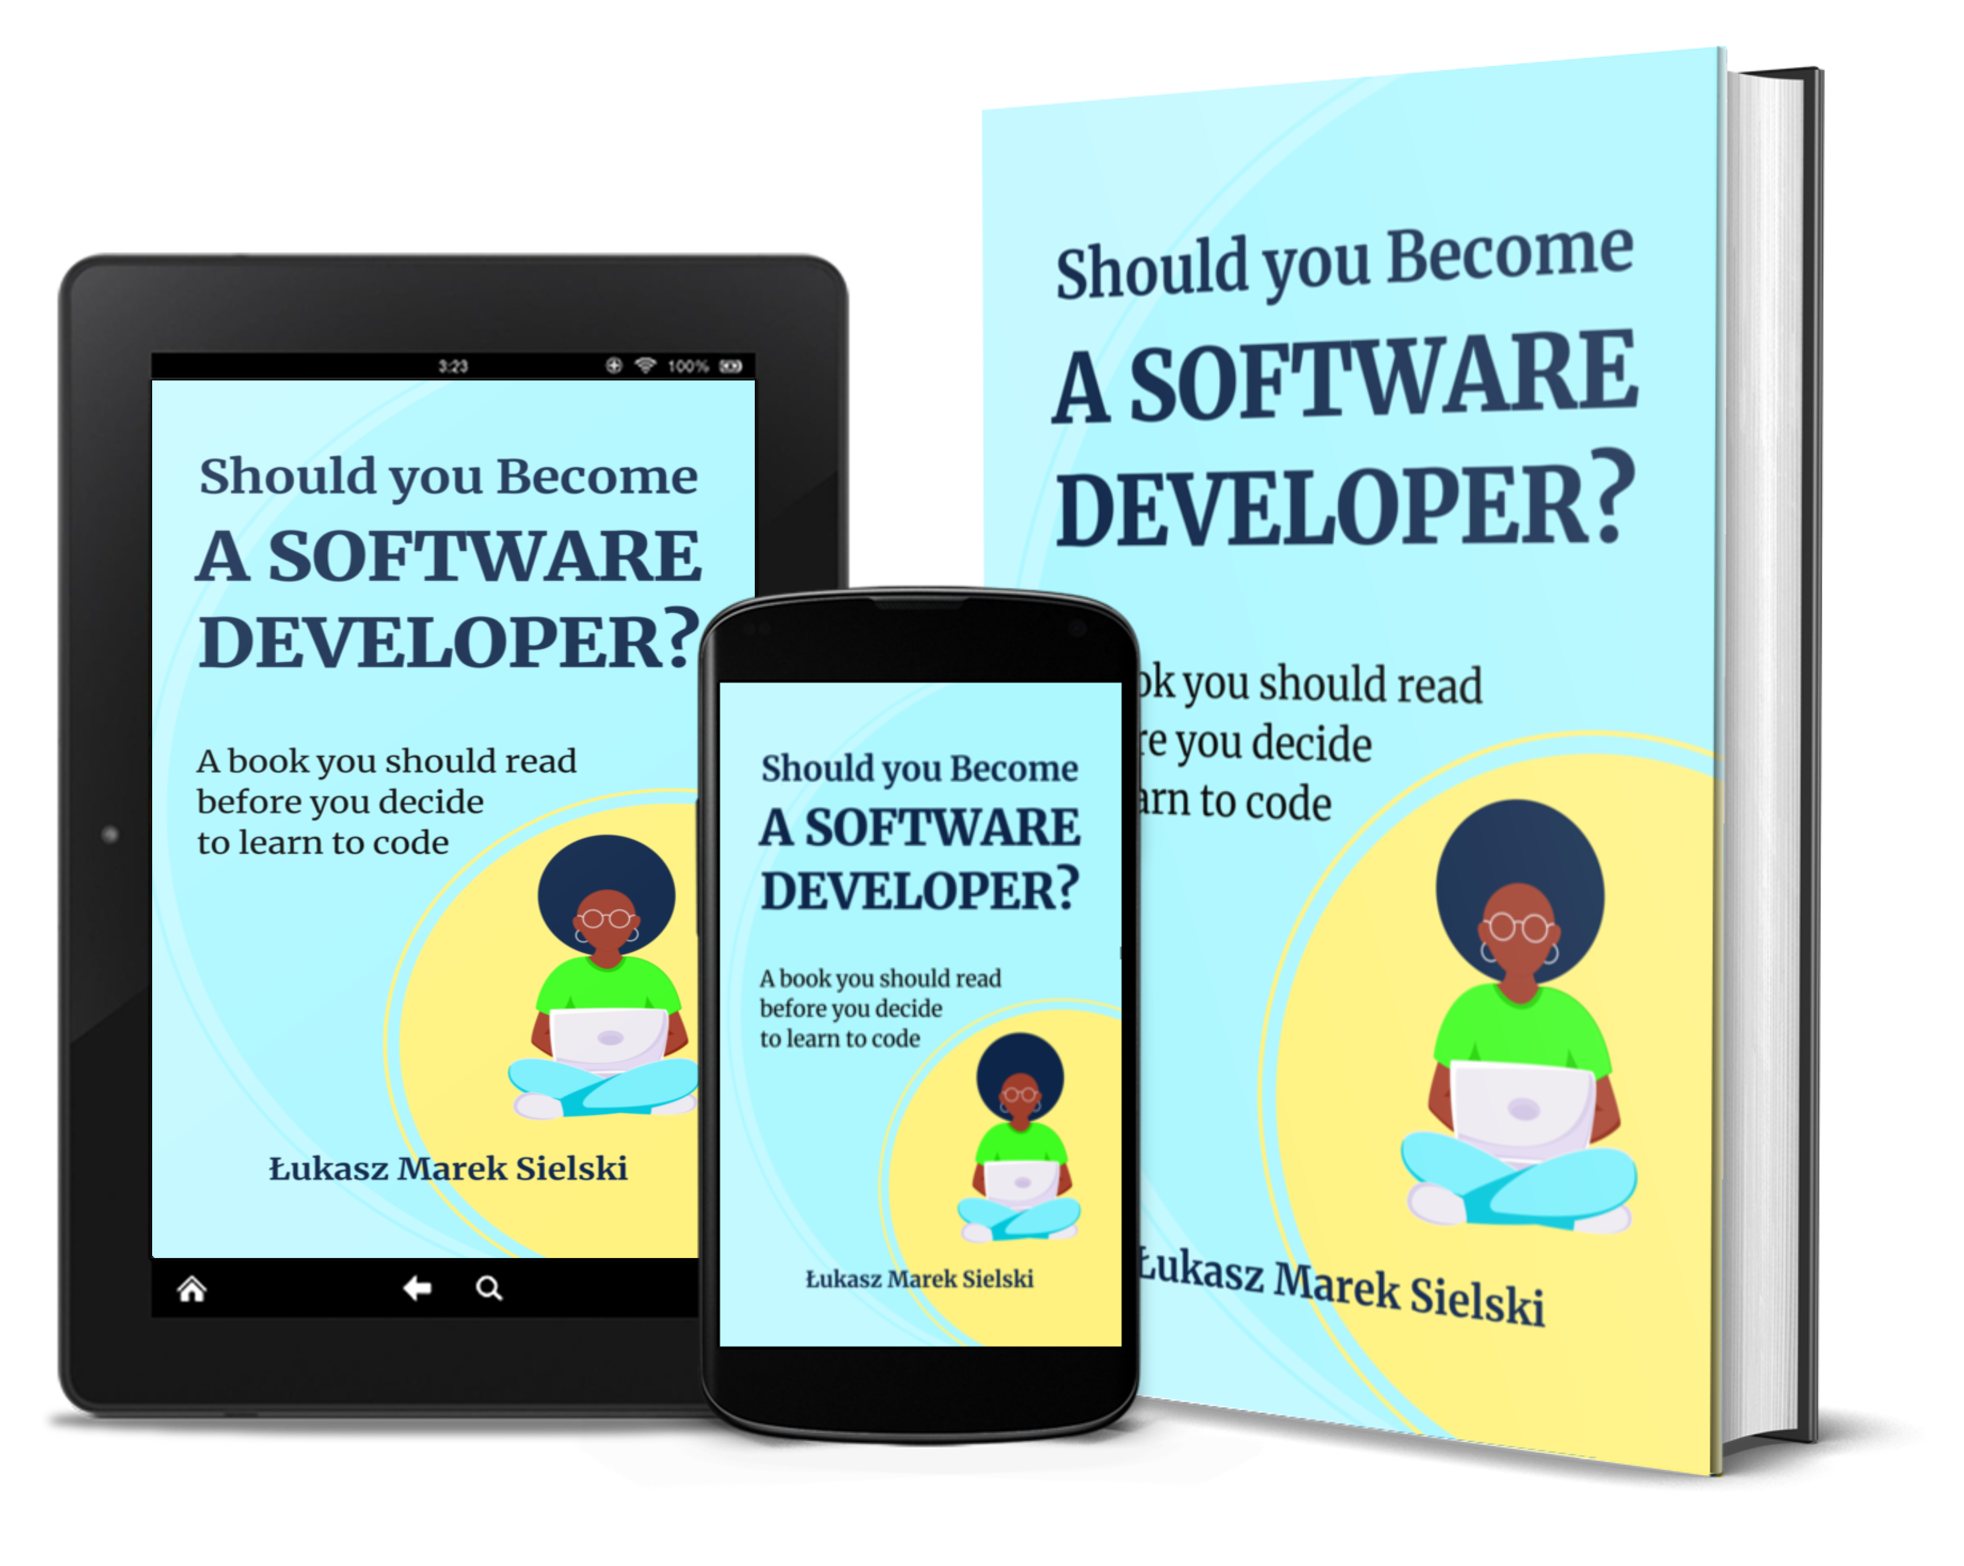 3:23 100%
Should you Become
A SOFTWARE
DEVELOPER?
A book you should read
before you decide
to learn to code
Łukasz Marek Sielski
Should you Become
A SOFTWARE
DEVELOPER?
A book you should read
before you decide
to learn to code
Łukasz Marek Sielski
Should you Become
A SOFTWARE
DEVELOPER?
you should read
you decide
to code
Łukasz Marek Sielski